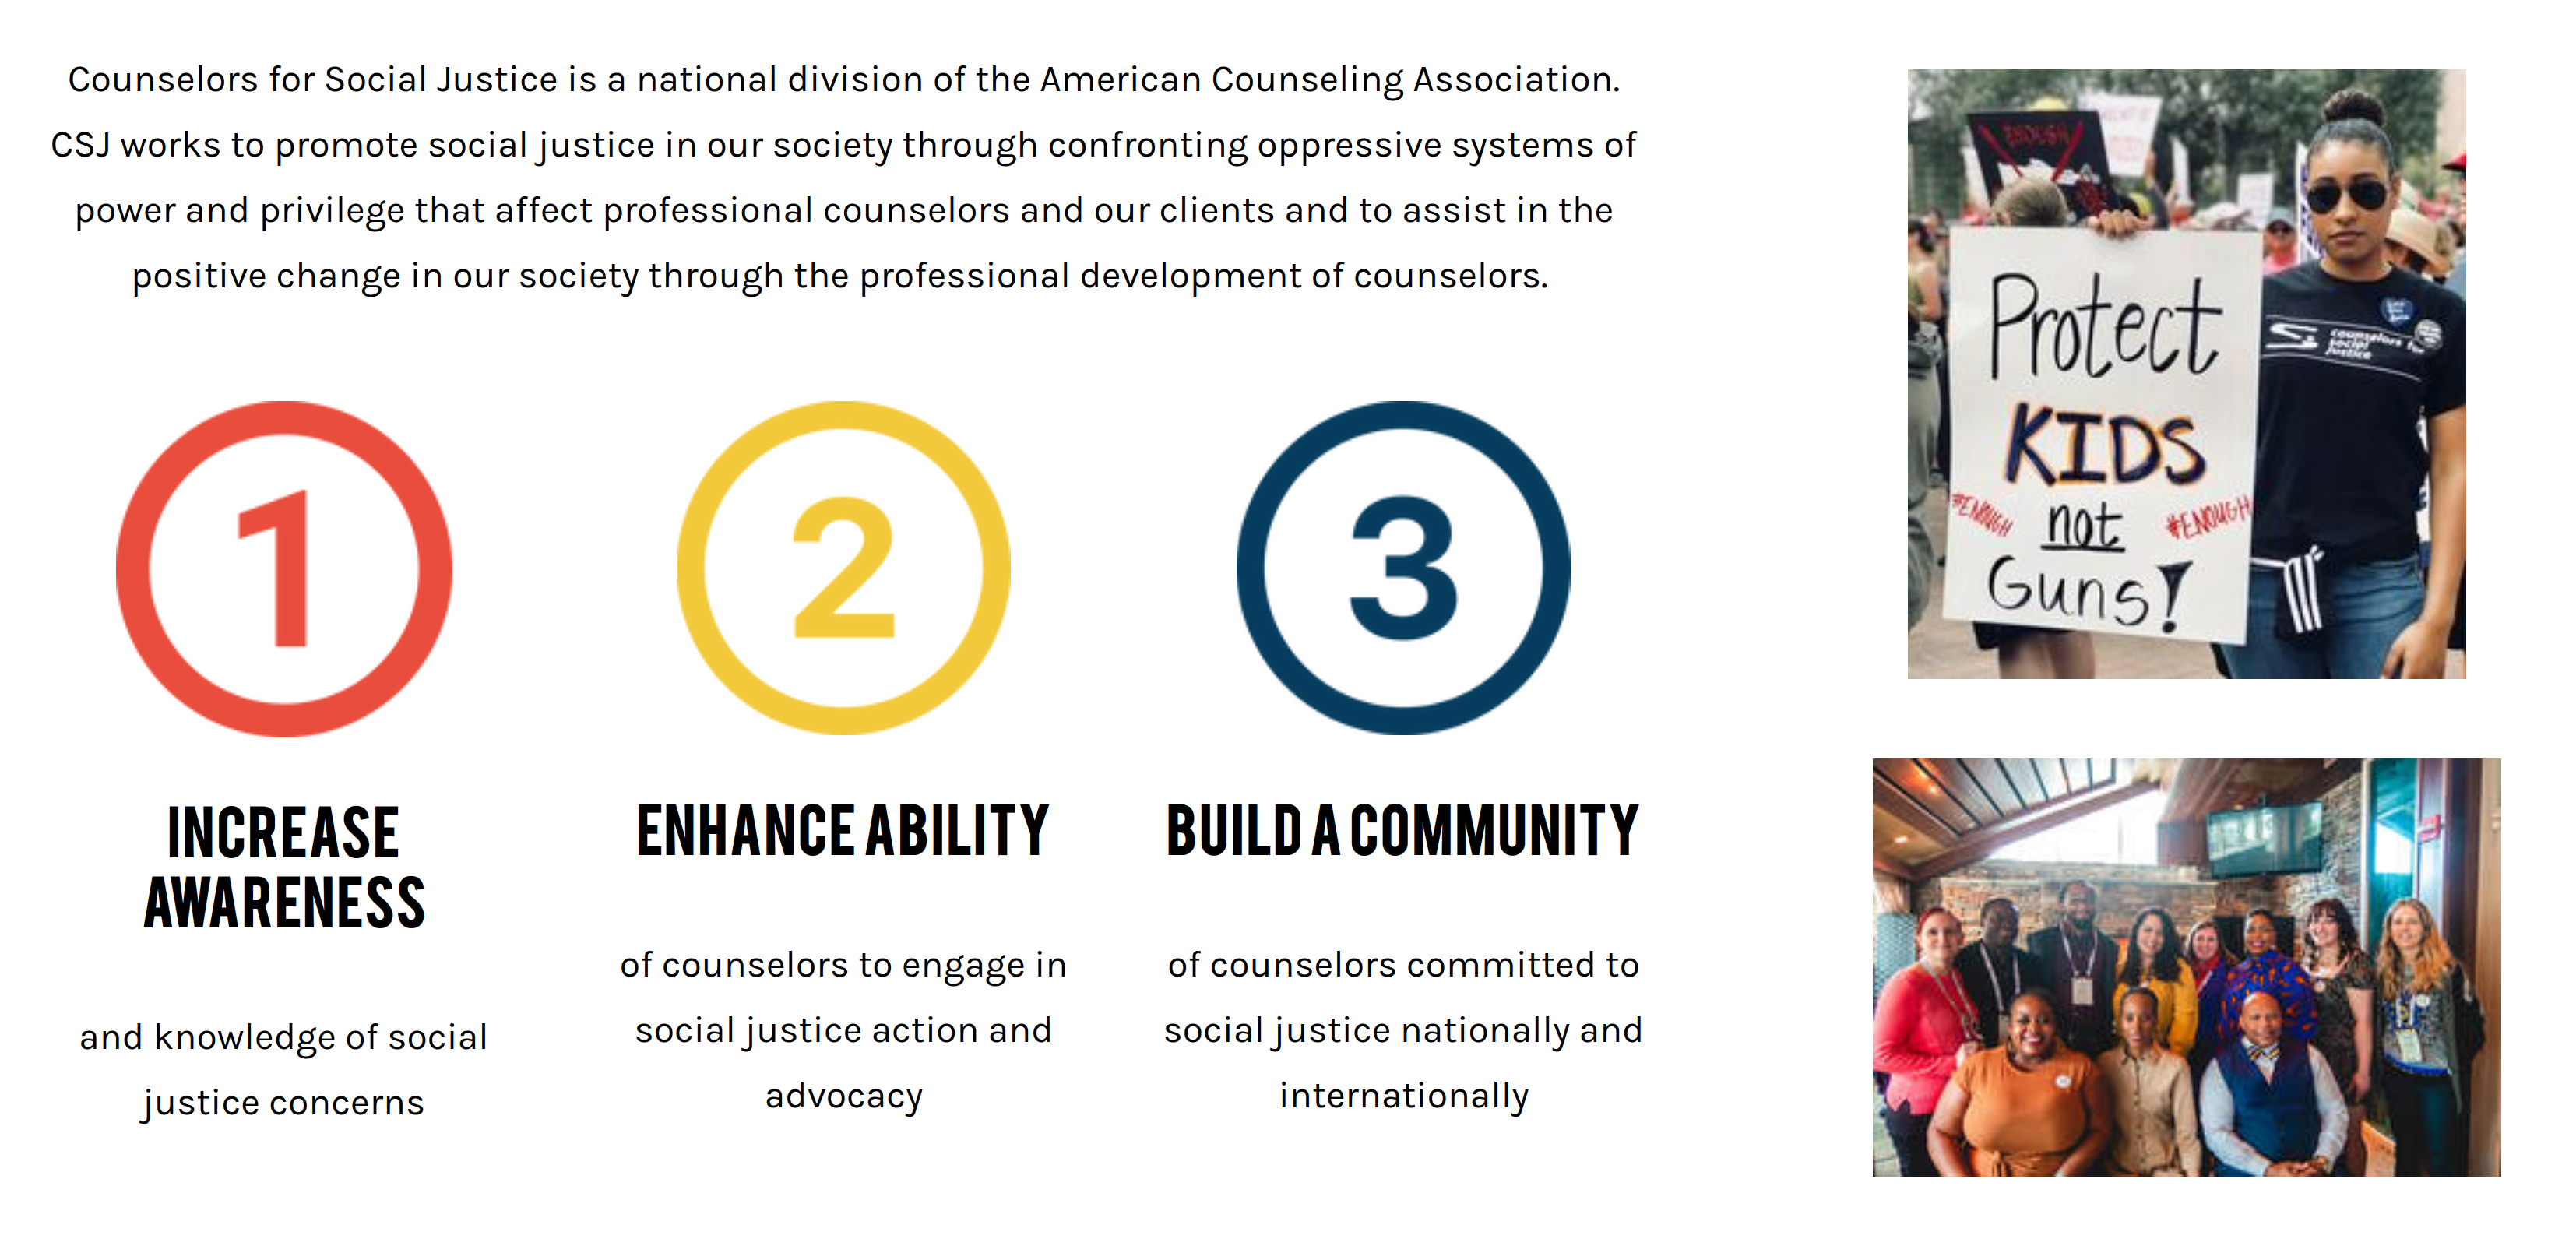 Counselors for Social Justice is a national division of the American Counseling Association.
CSJ works to promote social justice in our society through confronting oppressive systems of
power and privilege that affect professional counselors and our clients and to assist in the
positive change in our society through the professional development of counselors.
1
INCREASE
AWARENESS
and knowledge of social
justice concerns
2
ENHANCE ABILITY
of counselors to engage in
social justice action and
advocacy
3
BUILD A COMMUNITY
of counselors committed to
social justice nationally and
internationally
ENOUGH
Protect
KIDS
#ENOUGH not #ENOUGH
Guns!
counselors for
social
justice